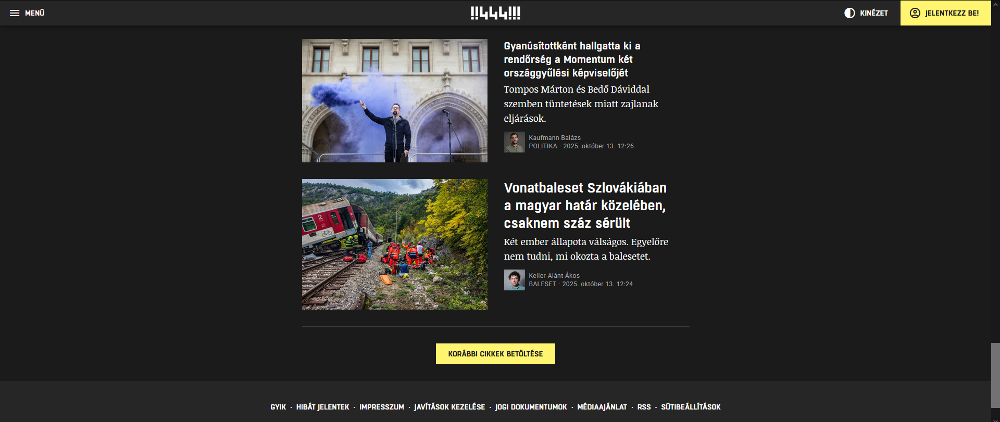 MENÜ
!!444!!!
KINÉZET
JELENTKEZZ BE!
Gyanúsítottként hallgatta ki a
rendőrség a Momentum két
országgyűlési képviselőjét
Tompos Márton és Bedő Dáviddal
szemben tüntetések miatt zajlanak
eljárások.
Kaufmann Balázs
POLITIKA · 2025. október 13. 12:26
2
Vonatbaleset Szlovákiában
a magyar határ közelében,
csaknem száz sérült
Két ember állapota válságos. Egyelőre
nem tudni, mi okozta a balesetet.
Keller-Alánt Ákos
BALESET · 2025. október 13. 12:24
KORÁBBI CIKKEK BETÖLTÉSE
GYIK · HIBÁT JELENTEK · IMPRESSZUM · JAVÍTÁSOK KEZELÉSE · JOGI DOKUMENTUMOK · MÉDIAAJÁNLAT · RSS · SÜTIBEÁLLÍTÁSOK